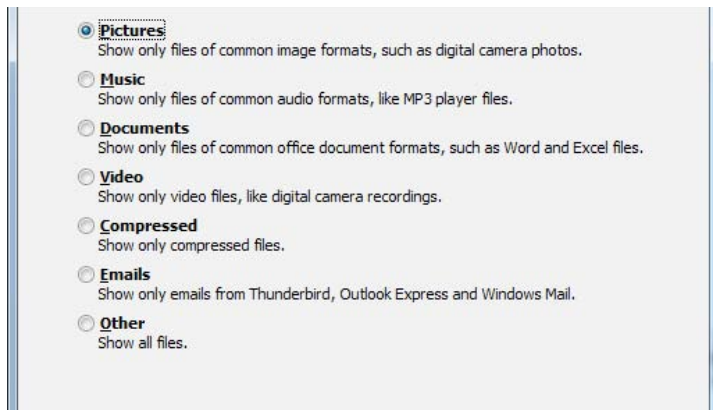 Pictures
Show only files of common image formats, such as digital camera photos.
Music
Show only files of common audio formats, like MP3 player files.
Documents
Show only files of common office document formats, such as Word and Excel files.
Video
Show only video files, like digital camera recordings.
Compressed
Show only compressed files.
Emails
Show only emails from Thunderbird, Outlook Express and Windows Mail.
Other
Show all files.